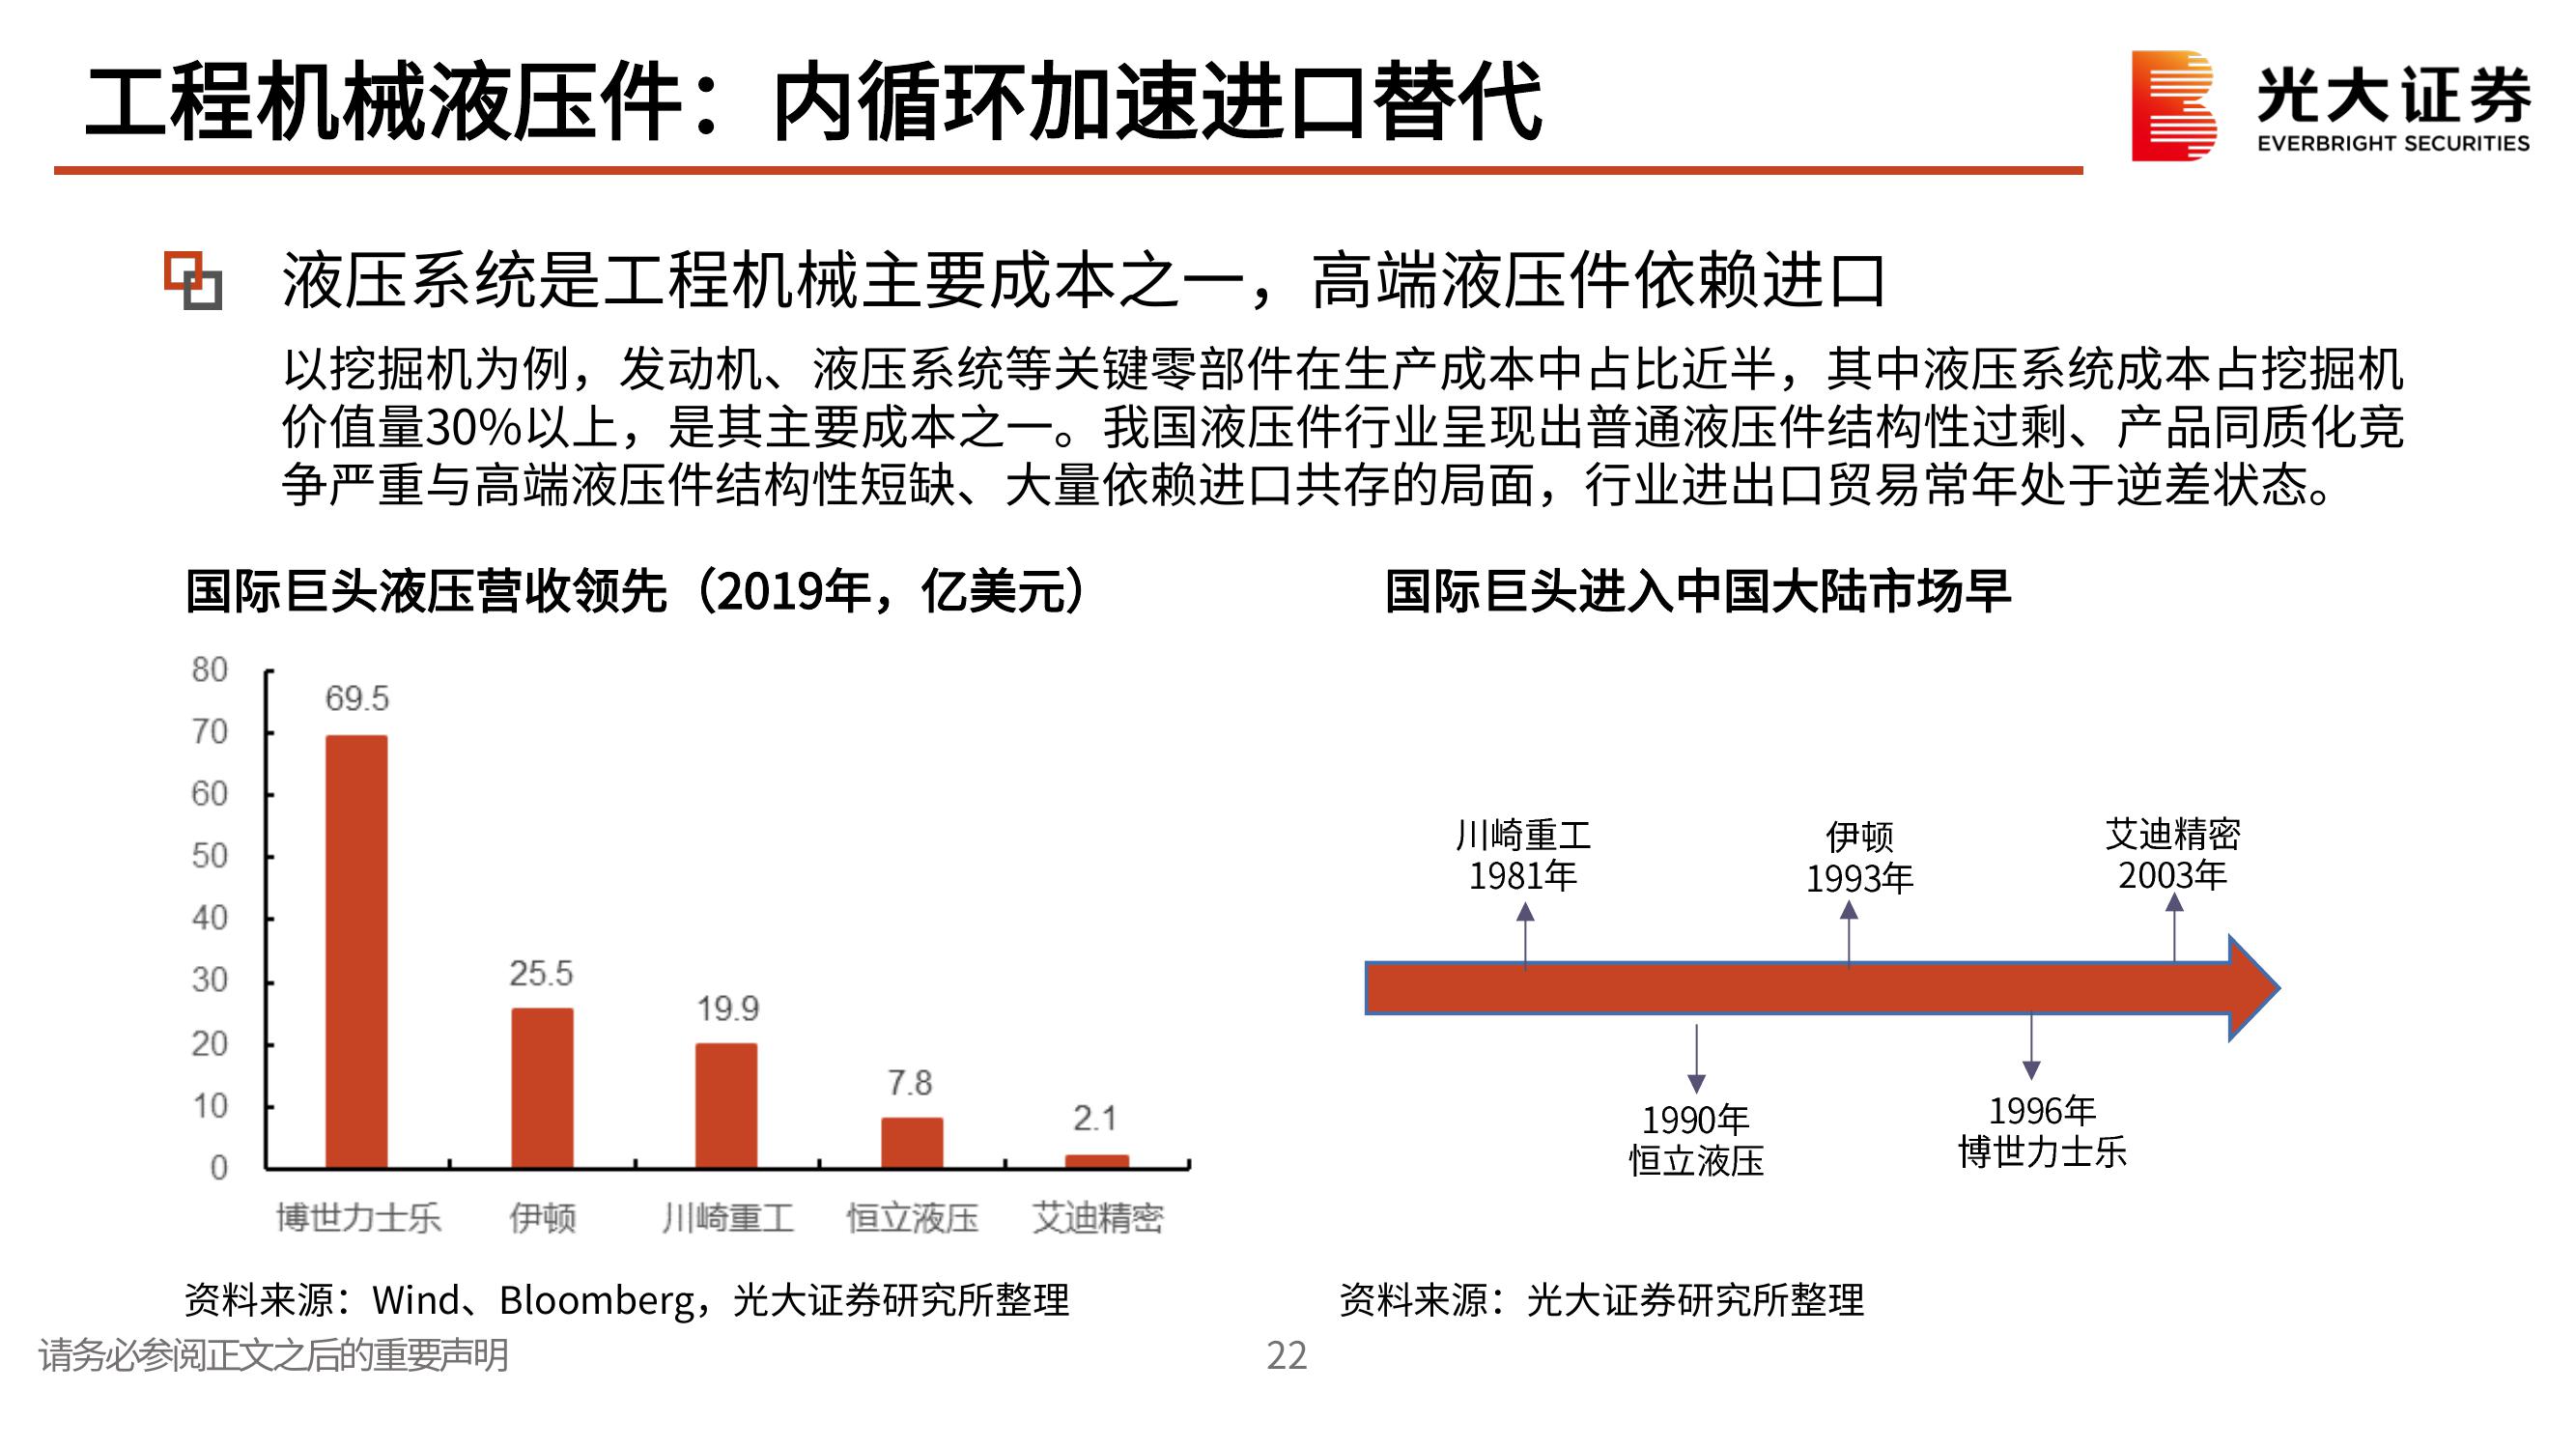 工程机械液压件：内循环加速进口替代
光大证券
EVERBRIGHT SECURITIES
液压系统是工程机械主要成本之一，高端液压件依赖进口
以挖掘机为例，发动机、液压系统等关键零部件在生产成本中占比近半，其中液压系统成本占挖掘机
价值量30%以上，是其主要成本之一。我国液压件行业呈现出普通液压件结构性过剩、产品同质化竞
争严重与高端液压件结构性短缺、大量依赖进口共存的局面，行业进出口贸易常年处于逆差状态。
国际巨头液压营收领先（2019年，亿美元）
80
70
60
50
40
30
20
10
0
69.5
25.5
19.9
7.8
2.1
博世力士乐
伊顿
川崎重工
恒立液压
艾迪精密
资料来源：Wind、Bloomberg，光大证券研究所整理
国际巨头进入中国大陆市场早
川崎重工
1981年
伊顿
1993年
艾迪精密
2003年
1990年
恒立液压
1996年
博世力士乐
资料来源：光大证券研究所整理
请务必参阅正文之后的重要声明
22